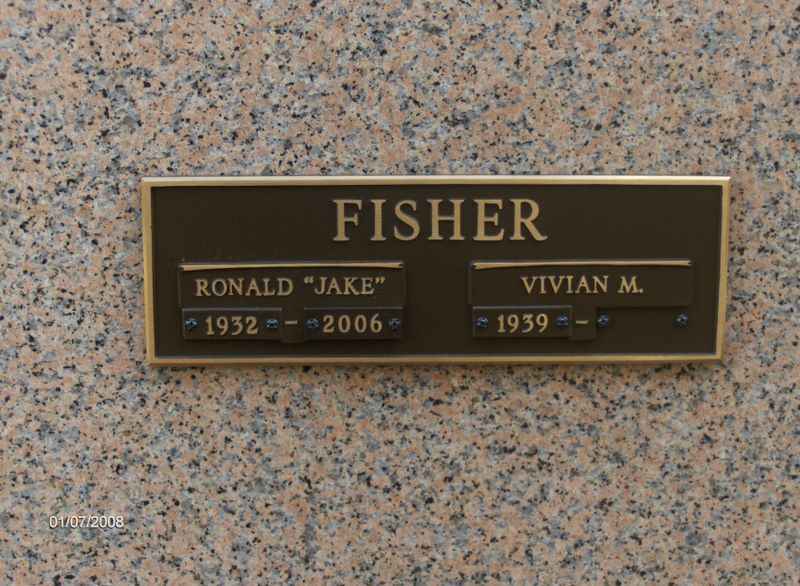 FISHER
RONALD "JAKE"
1932 – 2006
VIVIAN M.
1939 –
01/07/2008